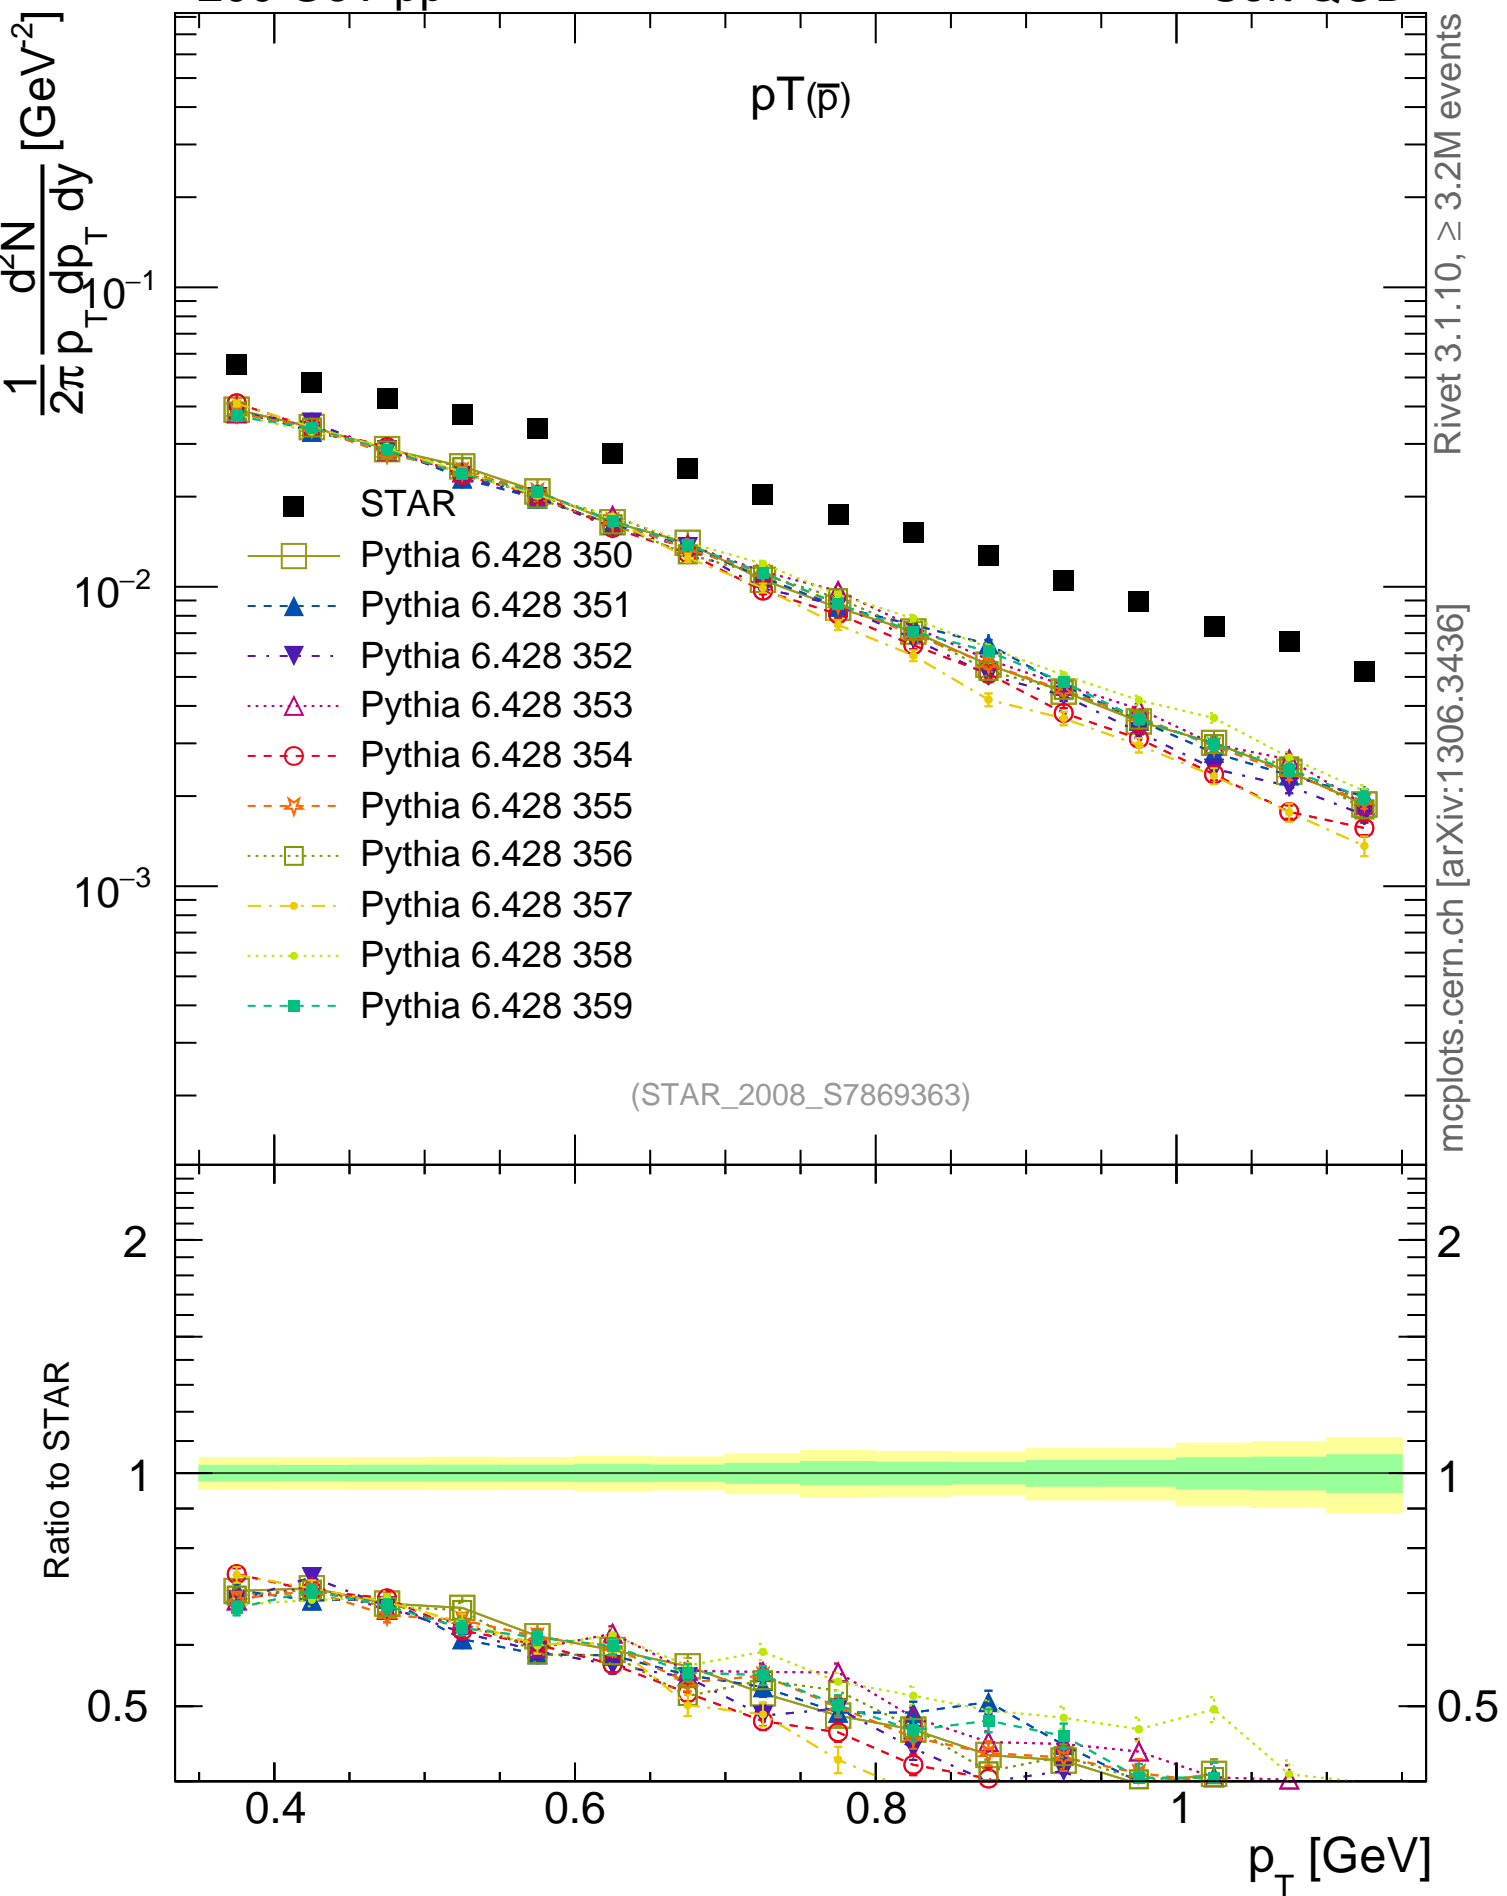 pT(p̅)
1/2π p_T d²N/dp_T dy [GeV⁻²]
10⁻¹
10⁻²
10⁻³
STAR
Pythia 6.428 350
Pythia 6.428 351
Pythia 6.428 352
Pythia 6.428 353
Pythia 6.428 354
Pythia 6.428 355
Pythia 6.428 356
Pythia 6.428 357
Pythia 6.428 358
Pythia 6.428 359
(STAR_2008_S7869363)
Rivet 3.1.10, ≥ 3.2M events
mcplots.cern.ch [arXiv:1306.3436]
Ratio to STAR
2
1
0.5
2
1
0.5
0.4
0.6
0.8
1
p_T [GeV]